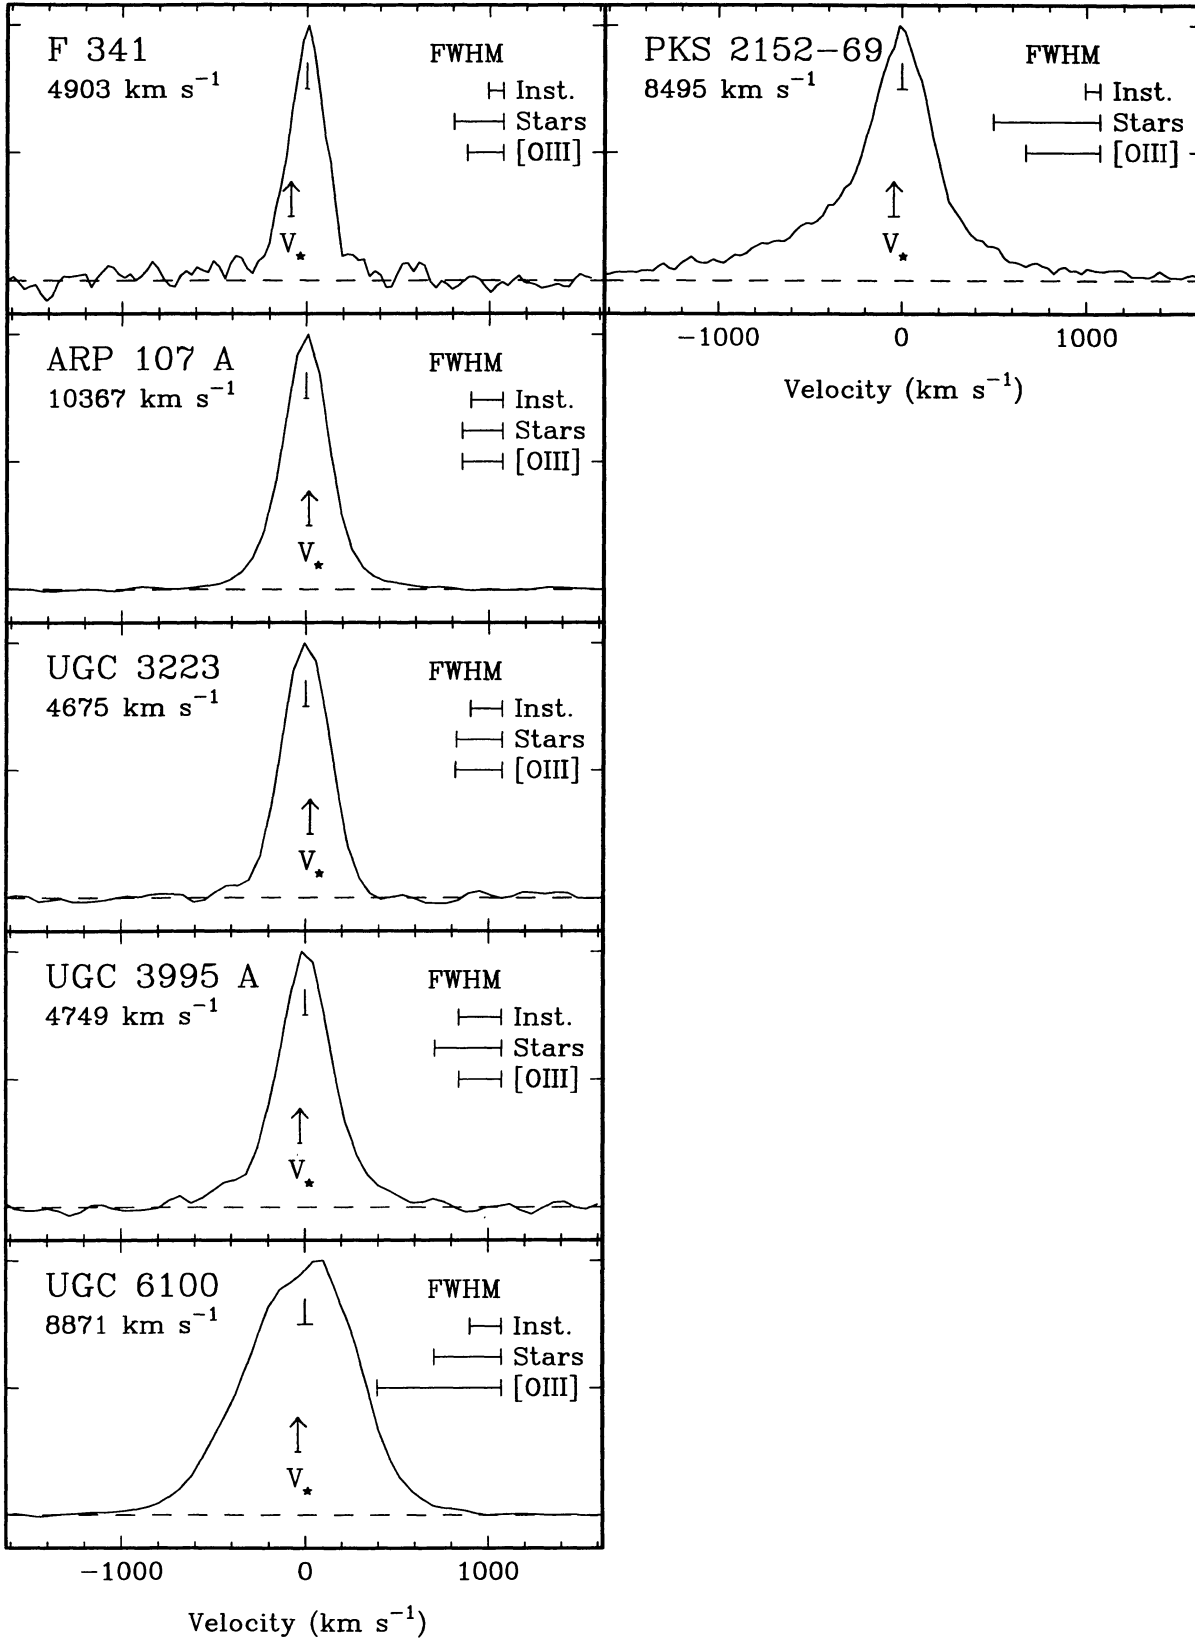 F 341
4903 km s⁻¹
FWHM
Inst.
Stars
[OIII]
V⋆
PKS 2152−69
8495 km s⁻¹
FWHM
Inst.
Stars
[OIII]
V⋆
−1000 0 1000
Velocity (km s⁻¹)
ARP 107 A
10367 km s⁻¹
FWHM
Inst.
Stars
[OIII]
V⋆
UGC 3223
4675 km s⁻¹
FWHM
Inst.
Stars
[OIII]
V⋆
UGC 3995 A
4749 km s⁻¹
FWHM
Inst.
Stars
[OIII]
V⋆
UGC 6100
8871 km s⁻¹
FWHM
Inst.
Stars
[OIII]
V⋆
−1000 0 1000
Velocity (km s⁻¹)